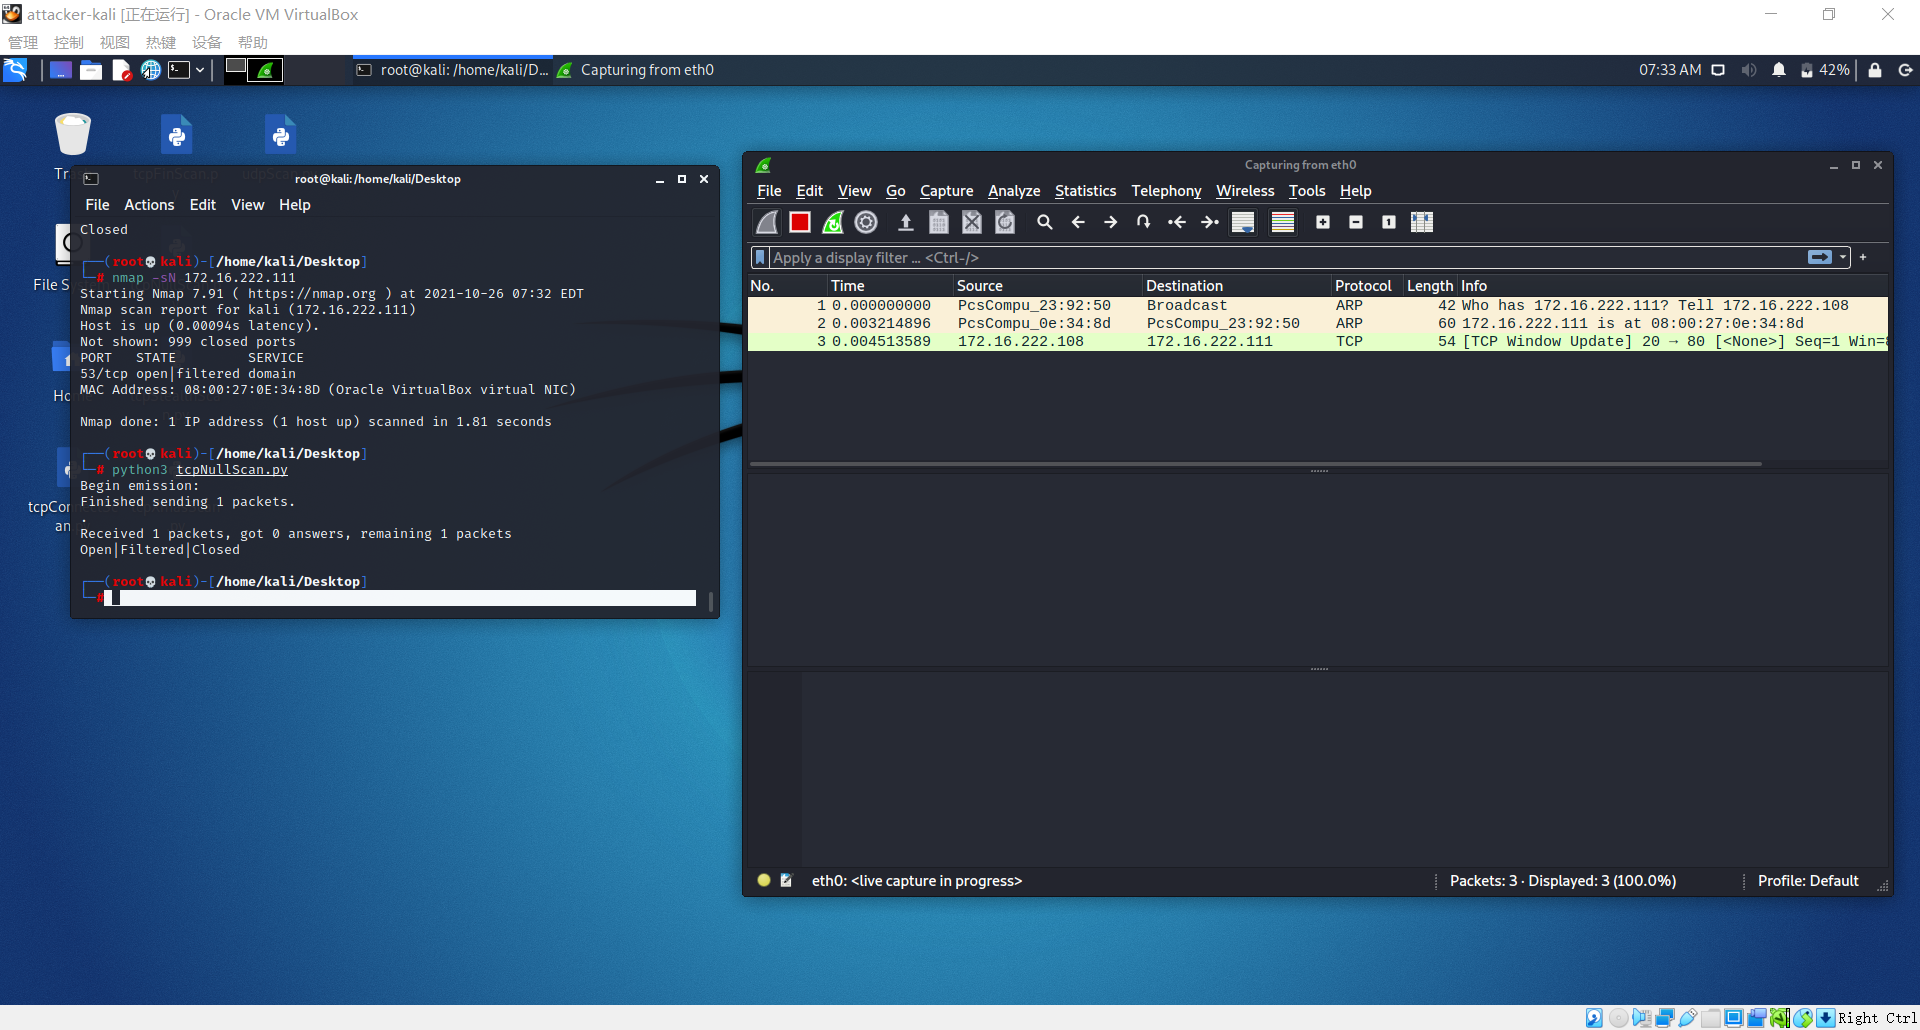 attacker-kali [正在运行] - Oracle VM VirtualBox
管理 控制 视图 热键 设备 帮助
root@kali: /home/kali/D... Capturing from eth0 07:33 AM 42%
root@kali: /home/kali/Desktop
File Actions Edit View Help
Closed
(root💀kali)-[/home/kali/Desktop]
# nmap -sN 172.16.222.111
Starting Nmap 7.91 ( https://nmap.org ) at 2021-10-26 07:32 EDT
Nmap scan report for kali (172.16.222.111)
Host is up (0.00094s latency).
Not shown: 999 closed ports
PORT   STATE         SERVICE
53/tcp open|filtered domain
MAC Address: 08:00:27:0E:34:8D (Oracle VirtualBox virtual NIC)
Nmap done: 1 IP address (1 host up) scanned in 1.81 seconds
(root💀kali)-[/home/kali/Desktop]
# python3 tcpNullScan.py
Begin emission:
Finished sending 1 packets.
.
Received 1 packets, got 0 answers, remaining 1 packets
Open|Filtered|Closed
(root💀kali)-[/home/kali/Desktop]
#
Capturing from eth0
File Edit View Go Capture Analyze Statistics Telephony Wireless Tools Help
Apply a display filter ... <Ctrl-/>
No. Time Source Destination Protocol Length Info
1 0.000000000 PcsCompu_23:92:50 Broadcast ARP 42 Who has 172.16.222.111? Tell 172.16.222.108
2 0.003214896 PcsCompu_0e:34:8d PcsCompu_23:92:50 ARP 60 172.16.222.111 is at 08:00:27:0e:34:8d
3 0.004513589 172.16.222.108 172.16.222.111 TCP 54 [TCP Window Update] 20 → 80 [<None>] Seq=1 Win=8
eth0: <live capture in progress> Packets: 3 · Displayed: 3 (100.0%) Profile: Default
Right Ctrl